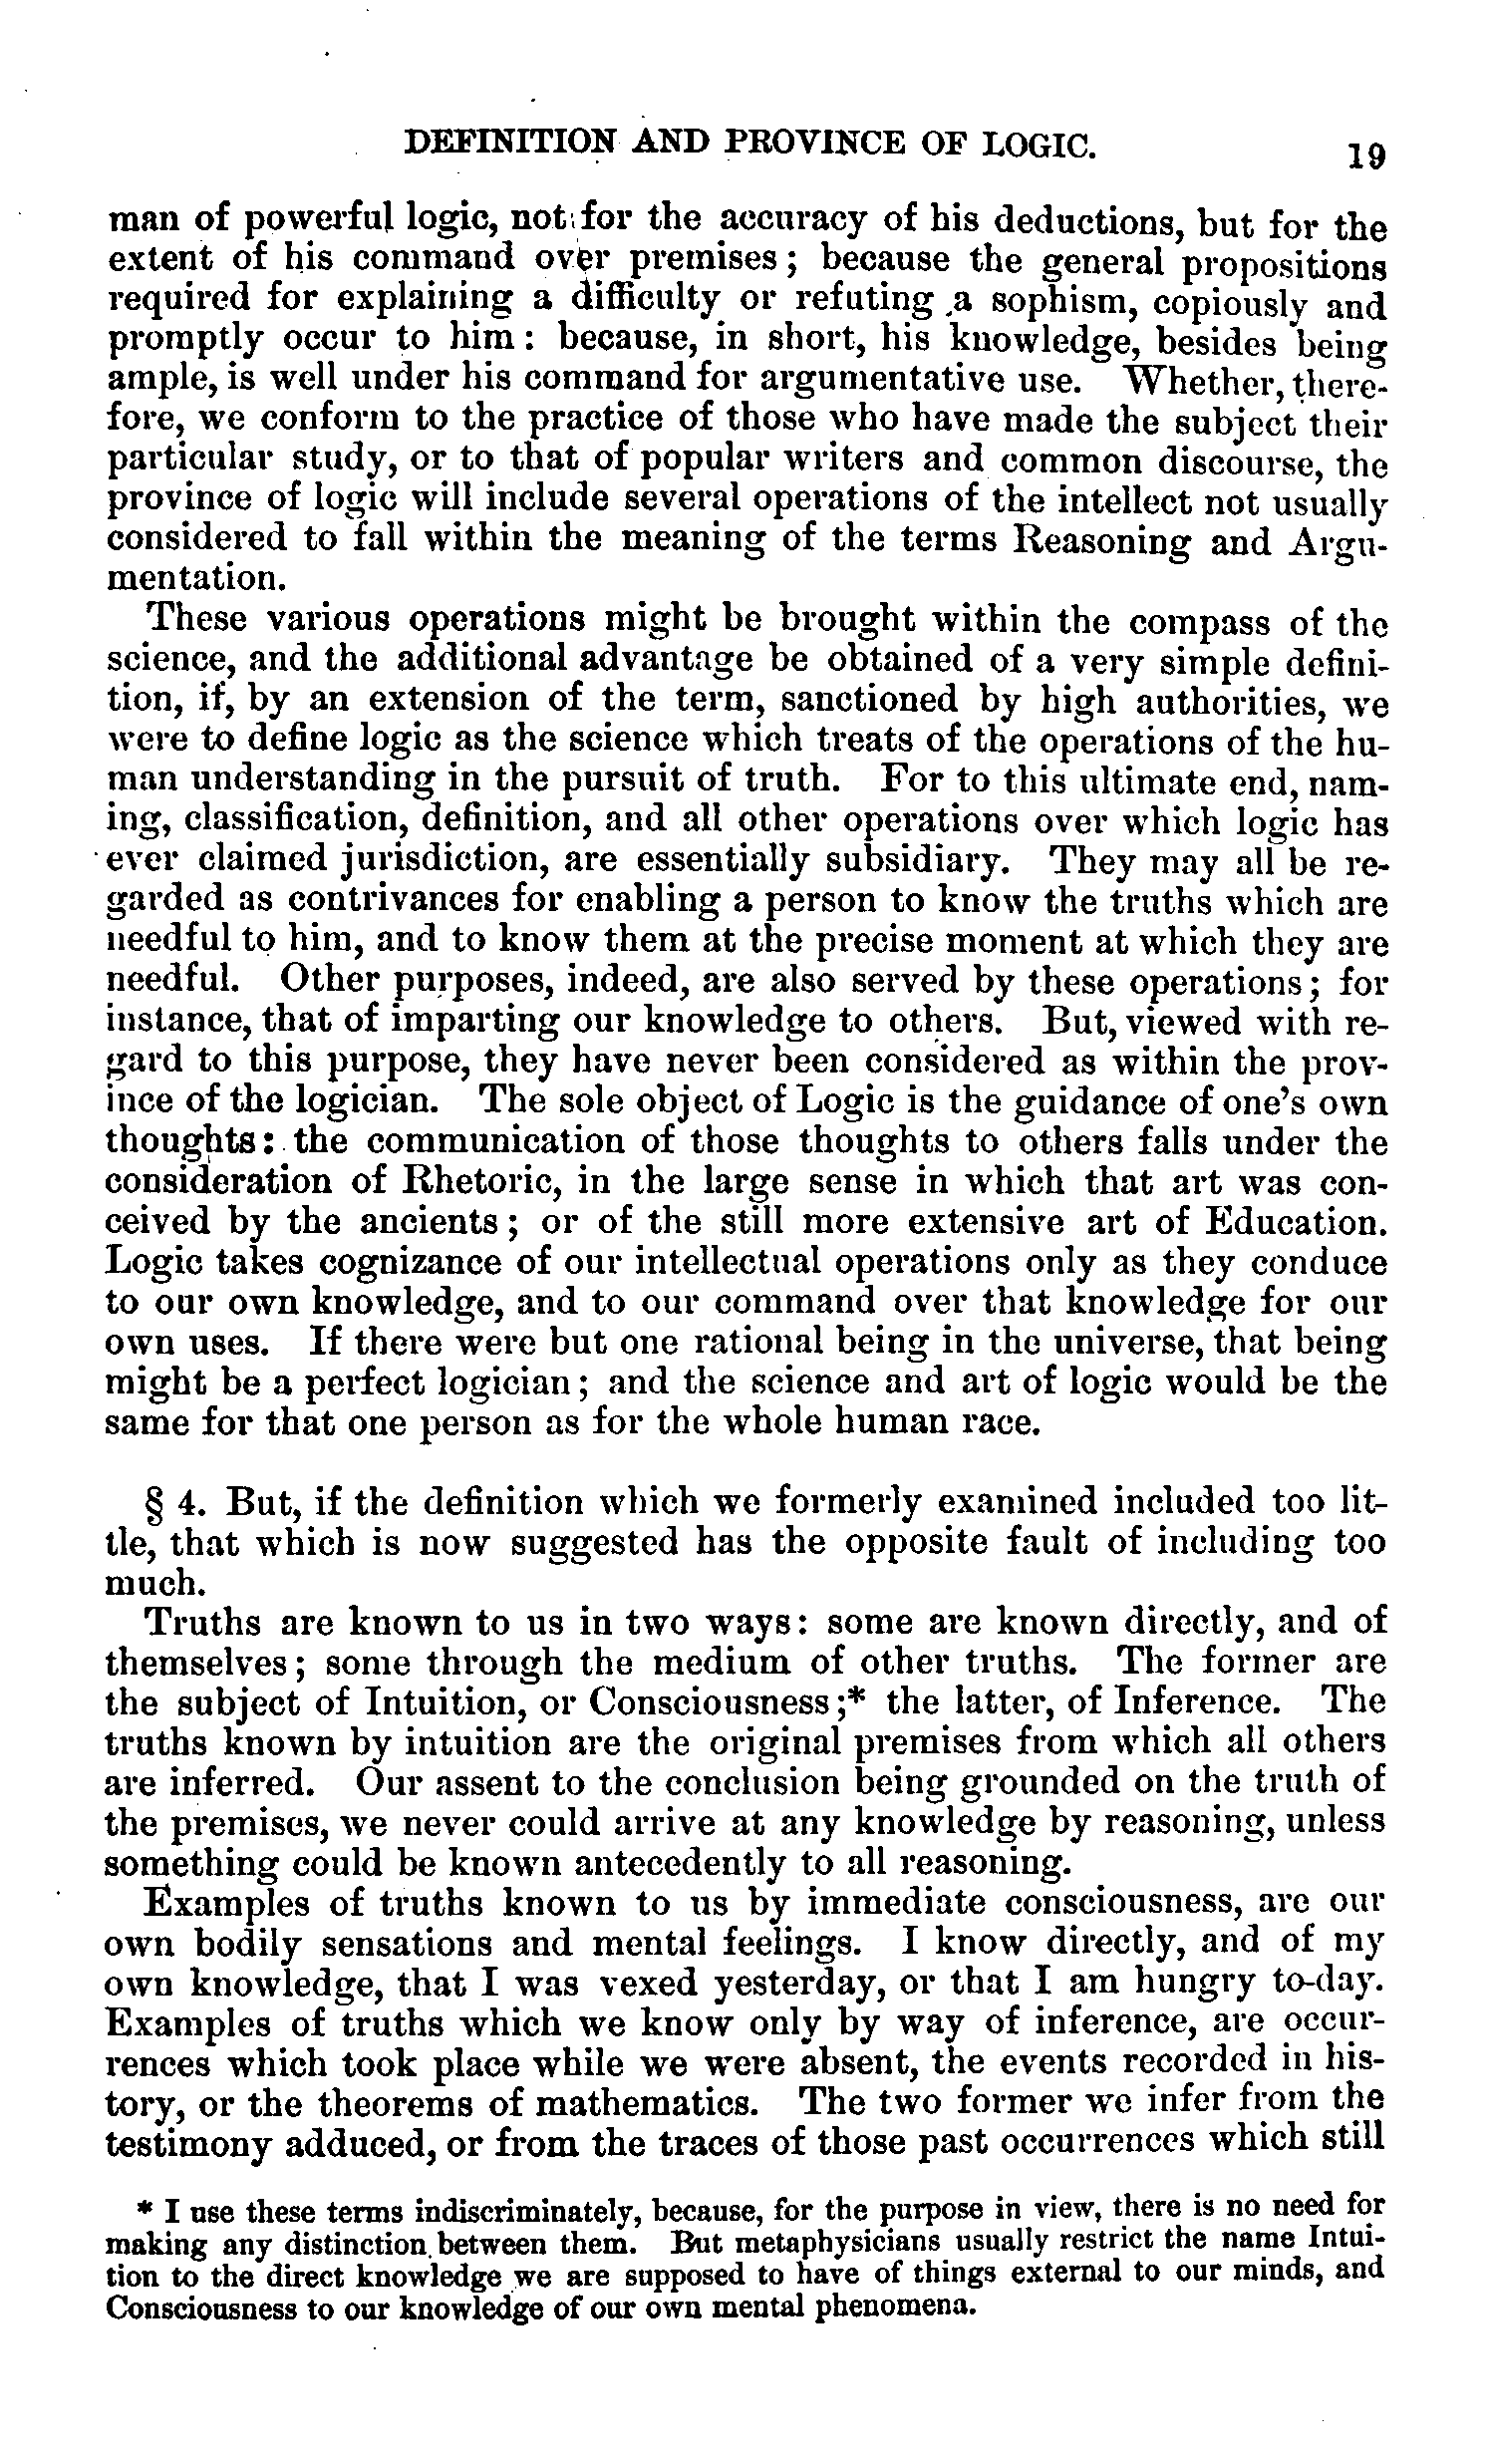 DEFINITION AND PROVINCE OF LOGIC. 19
man of powerful logic, not for the accuracy of his deductions, but for the
extent of his command over premises; because the general propositions
required for explaining a difficulty or refuting a sophism, copiously and
promptly occur to him: because, in short, his knowledge, besides being
ample, is well under his command for argumentative use. Whether, there-
fore, we conform to the practice of those who have made the subject their
particular study, or to that of popular writers and common discourse, the
province of logic will include several operations of the intellect not usually
considered to fall within the meaning of the terms Reasoning and Argu-
mentation.
These various operations might be brought within the compass of the
science, and the additional advantage be obtained of a very simple defini-
tion, if, by an extension of the term, sanctioned by high authorities, we
were to define logic as the science which treats of the operations of the hu-
man understanding in the pursuit of truth. For to this ultimate end, nam-
ing, classification, definition, and all other operations over which logic has
ever claimed jurisdiction, are essentially subsidiary. They may all be re-
garded as contrivances for enabling a person to know the truths which are
needful to him, and to know them at the precise moment at which they are
needful. Other purposes, indeed, are also served by these operations; for
instance, that of imparting our knowledge to others. But, viewed with re-
gard to this purpose, they have never been considered as within the prov-
ince of the logician. The sole object of Logic is the guidance of one's own
thoughts: the communication of those thoughts to others falls under the
consideration of Rhetoric, in the large sense in which that art was con-
ceived by the ancients; or of the still more extensive art of Education.
Logic takes cognizance of our intellectual operations only as they conduce
to our own knowledge, and to our command over that knowledge for our
own uses. If there were but one rational being in the universe, that being
might be a perfect logician; and the science and art of logic would be the
same for that one person as for the whole human race.
§ 4. But, if the definition which we formerly examined included too lit-
tle, that which is now suggested has the opposite fault of including too
much.
Truths are known to us in two ways: some are known directly, and of
themselves; some through the medium of other truths. The former are
the subject of Intuition, or Consciousness;* the latter, of Inference. The
truths known by intuition are the original premises from which all others
are inferred. Our assent to the conclusion being grounded on the truth of
the premises, we never could arrive at any knowledge by reasoning, unless
something could be known antecedently to all reasoning.
Examples of truths known to us by immediate consciousness, are our
own bodily sensations and mental feelings. I know directly, and of my
own knowledge, that I was vexed yesterday, or that I am hungry to-day.
Examples of truths which we know only by way of inference, are occur-
rences which took place while we were absent, the events recorded in his-
tory, or the theorems of mathematics. The two former we infer from the
testimony adduced, or from the traces of those past occurrences which still
* I use these terms indiscriminately, because, for the purpose in view, there is no need for
making any distinction between them. But metaphysicians usually restrict the name Intui-
tion to the direct knowledge we are supposed to have of things external to our minds, and
Consciousness to our knowledge of our own mental phenomena.